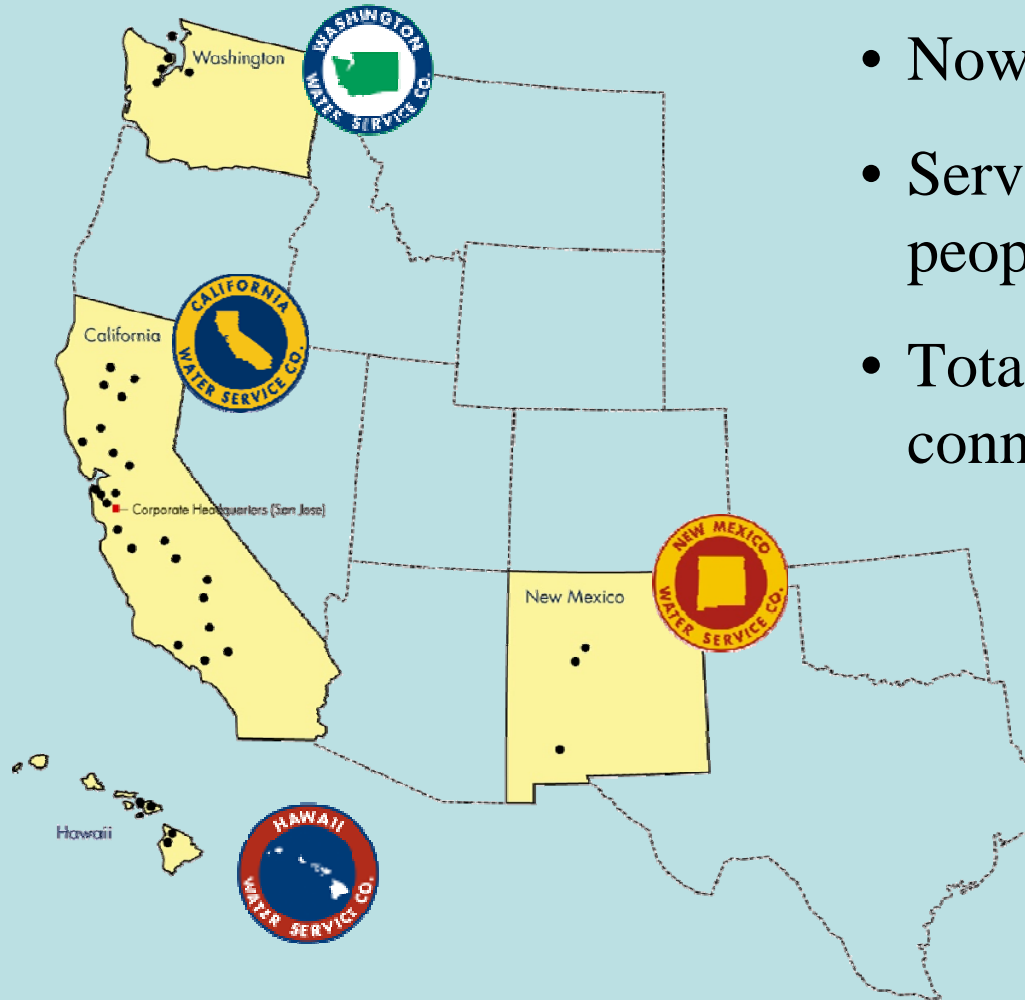 WASHINGTON
WATER SERVICE CO.
Washington
• Now
• Serv
peop
CALIFORNIA
WATER SERVICE CO.
California
• Tota
conn
Corporate Headquarters (San Jose)
NEW MEXICO
WATER SERVICE CO.
New Mexico
HAWAII
WATER SERVICE CO.
Hawaii